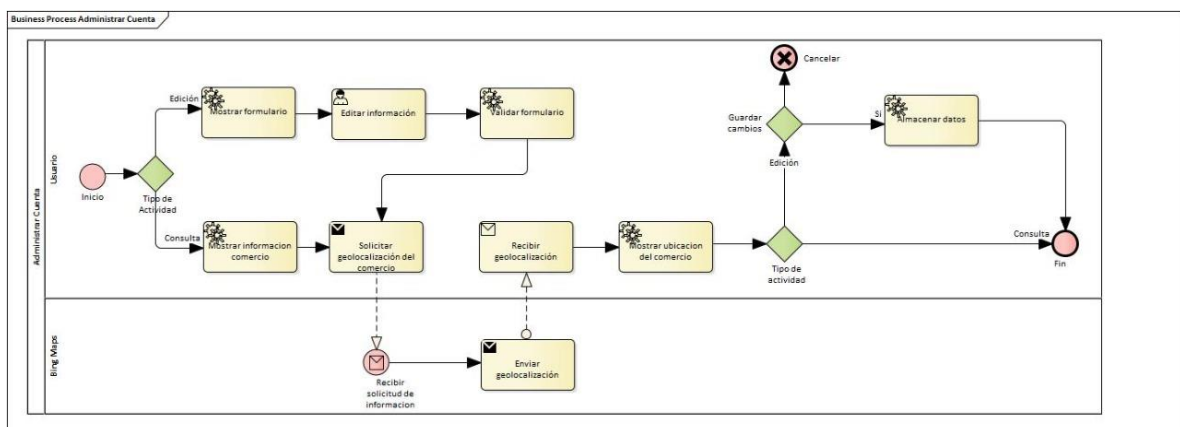 Business Process Administrar Cuenta
Administrar Cuenta
Usuario
Inicio
Tipo de
Actividad
Edición
Mostrar formulario
Editar información
Validar formulario
Consulta
Mostrar informacion
comercio
Solicitar
geolocalización del
comercio
Recibir
geolocalización
Mostrar ubicacion
del comercio
Tipo de
actividad
Edición
Guardar
cambios
Cancelar
Si
Almacenar datos
Consulta
Fin
Bing Maps
Recibir
solicitud de
informacion
Enviar
geolocalización